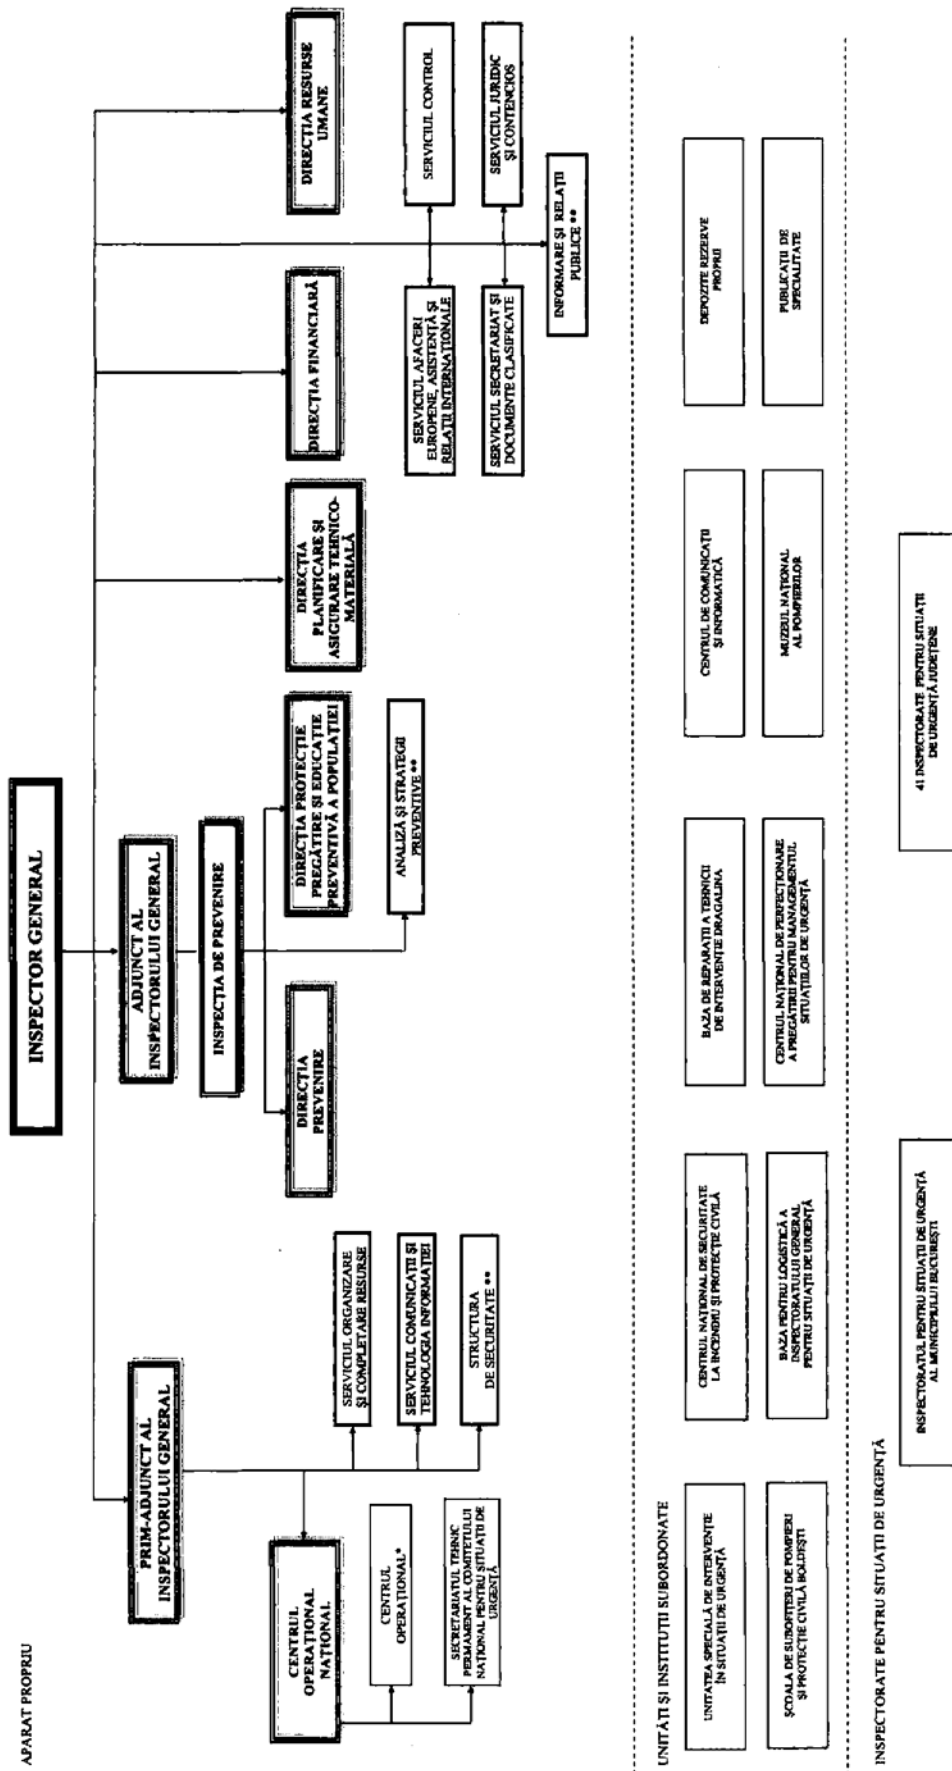 APARAT PROPRIU
INSPECTOR GENERAL
PRIM-ADJUNCT AL
INSPECTORULUI GENERAL
ADJUNCT AL
INSPECTORULUI GENERAL
INSPECȚIA DE PREVENIRE
CENTRUL
OPERAȚIONAL
NAȚIONAL
DIRECȚIA
PREVENIRE
DIRECȚIA PROTECȚIE
PREGĂTIRE ȘI EDUCAȚIE
PREVENTIVĂ A POPULAȚIEI
DIRECȚIA
PLANIFICARE ȘI
ASIGURARE TEHNICO-
MATERIALĂ
DIRECȚIA FINANCIARĂ
DIRECȚIA RESURSE
UMANE
CENTRUL
OPERAȚIONAL*
SECRETARIATUL TEHNIC
PERMAMENT AL COMITETULUI
NAȚIONAL PENTRU SITUAȚII DE
URGENȚĂ
SERVICIUL ORGANIZARE
ȘI COMPLETARE RESURSE
SERVICIUL COMUNICAȚII ȘI
TEHNOLOGIA INFORMAȚIEI
STRUCTURA
DE SECURITATE **
ANALIZĂ ȘI STRATEGII
PREVENTIVE **
SERVICIUL AFACERI
EUROPENE, ASISTENȚĂ ȘI
RELAȚII INTERNAȚIONALE
SERVICIUL CONTROL
SERVICIUL SECRETARIAT ȘI
DOCUMENTE CLASIFICATE
SERVICIUL JURIDIC
ȘI CONTENCIOS
INFORMARE ȘI RELAȚII
PUBLICE **
UNITĂȚI ȘI INSTITUȚII SUBORDONATE
UNITATEA SPECIALĂ DE INTERVENȚIE
ÎN SITUAȚII DE URGENȚĂ
CENTRUL NAȚIONAL DE SECURITATE
LA INCENDIU ȘI PROTECȚIE CIVILĂ
BAZA DE REPARAȚII A TEHNICII
DE INTERVENȚIE DRAGALINA
CENTRUL DE COMUNICAȚII
ȘI INFORMATICĂ
DEPOZITE REZERVE
PROPRII
ȘCOALA DE SUBOFIȚERI DE POMPIERI
ȘI PROTECȚIE CIVILĂ BOLDEȘTI
BAZA PENTRU LOGISTICĂ A
INSPECTORATULUI GENERAL
PENTRU SITUAȚII DE URGENȚĂ
CENTRUL NAȚIONAL DE PERFECȚIONARE
A PREGĂTIRII PENTRU MANAGEMENTUL
SITUAȚIILOR DE URGENȚĂ
MUZEUL NAȚIONAL
AL POMPIERILOR
PUBLICAȚII DE
SPECIALITATE
INSPECTORATE PENTRU SITUAȚII DE URGENȚĂ
INSPECTORATUL PENTRU SITUAȚII DE URGENȚĂ
AL MUNICIPIULUI BUCUREȘTI
41 INSPECTORATE PENTRU SITUAȚII
DE URGENȚĂ JUDEȚENE